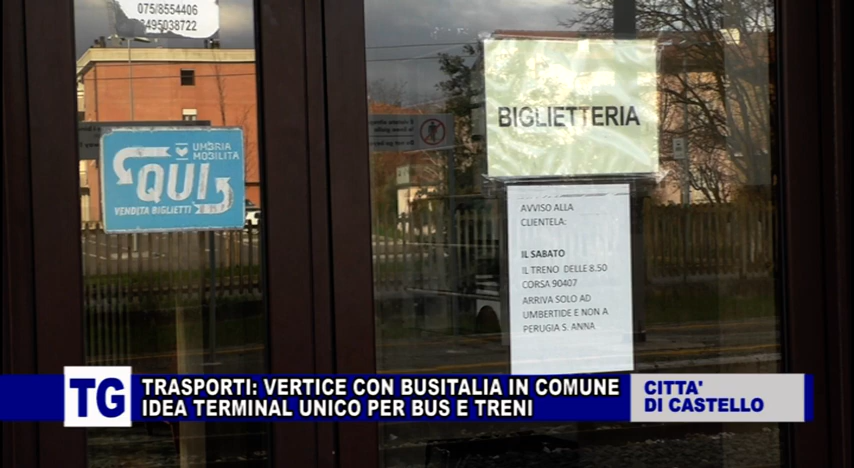 075/8554406
3495038722
UMBRIA
MOBILITÀ
QUI
VENDITA BIGLIETTI
BIGLIETTERIA
AVVISO ALLA
CLIENTELA:
IL SABATO
IL TRENO DELLE 8.50
CORSA 90407
ARRIVA SOLO AD
UMBERTIDE E NON A
PERUGIA S. ANNA
TG
TRASPORTI: VERTICE CON BUSITALIA IN COMUNE
IDEA TERMINAL UNICO PER BUS E TRENI
CITTA'
DI CASTELLO